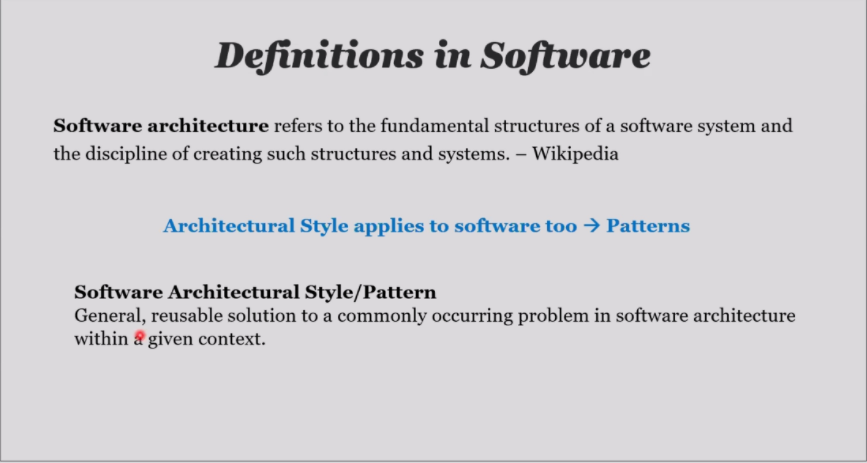 Definitions in Software
Software architecture refers to the fundamental structures of a software system and
the discipline of creating such structures and systems. – Wikipedia
Architectural Style applies to software too → Patterns
Software Architectural Style/Pattern
General, reusable solution to a commonly occurring problem in software architecture
within a given context.